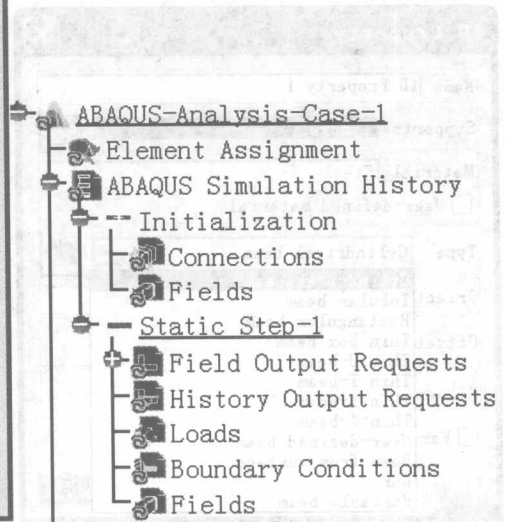 ABAQUS-Analysis-Case-1
Element Assignment
ABAQUS Simulation History
Initialization
Connections
Fields
Static Step-1
Field Output Requests
History Output Requests
Loads
Boundary Conditions
Fields